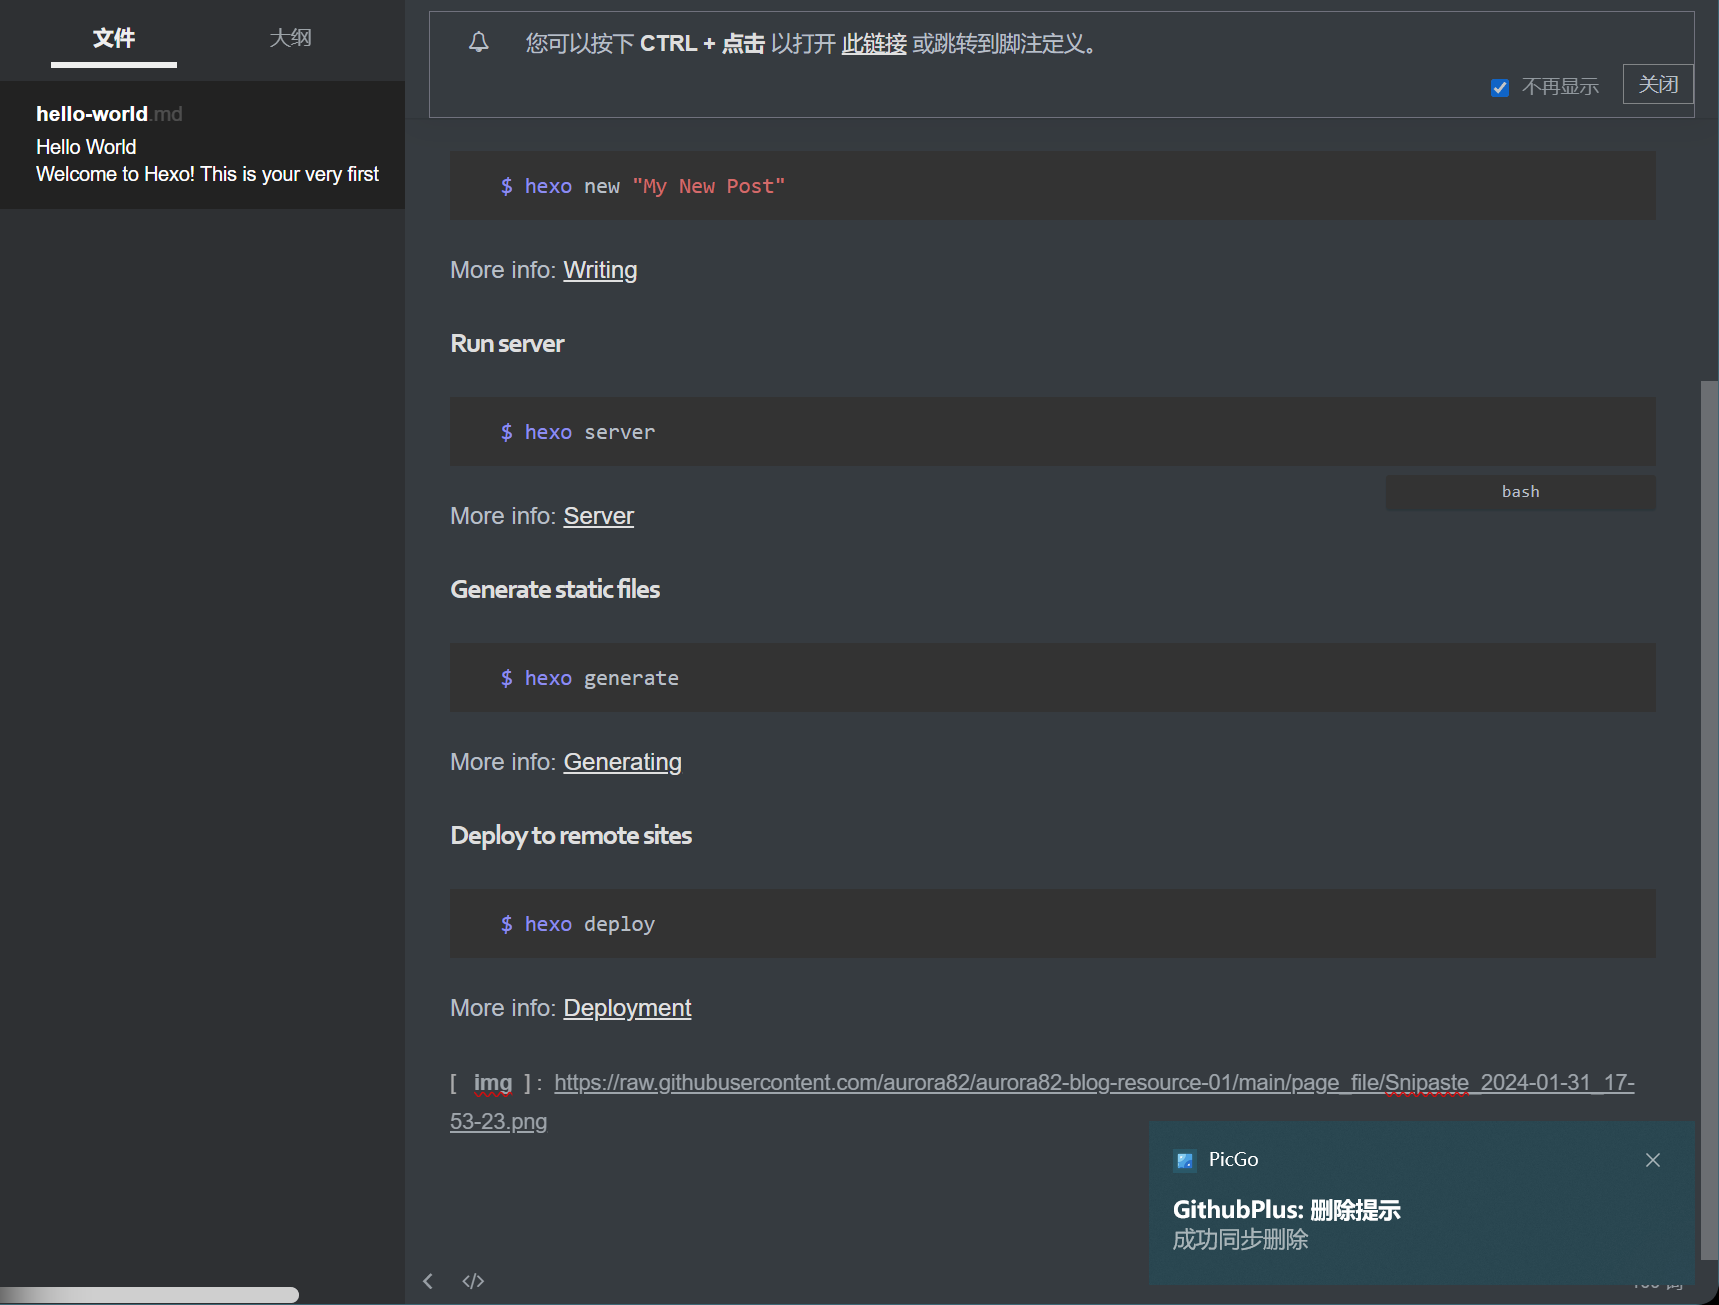 文件 大纲
hello-world.md
Hello World
Welcome to Hexo! This is your very first
您可以按下 CTRL + 点击 以打开 此链接 或跳转到脚注定义。
不再显示 关闭
$ hexo new "My New Post"
More info: Writing
Run server
$ hexo server
bash
More info: Server
Generate static files
$ hexo generate
More info: Generating
Deploy to remote sites
$ hexo deploy
More info: Deployment
[ img ] : https://raw.githubusercontent.com/aurora82/aurora82-blog-resource-01/main/page_file/Snipaste_2024-01-31_17-
53-23.png
PicGo
GithubPlus: 删除提示
成功同步删除